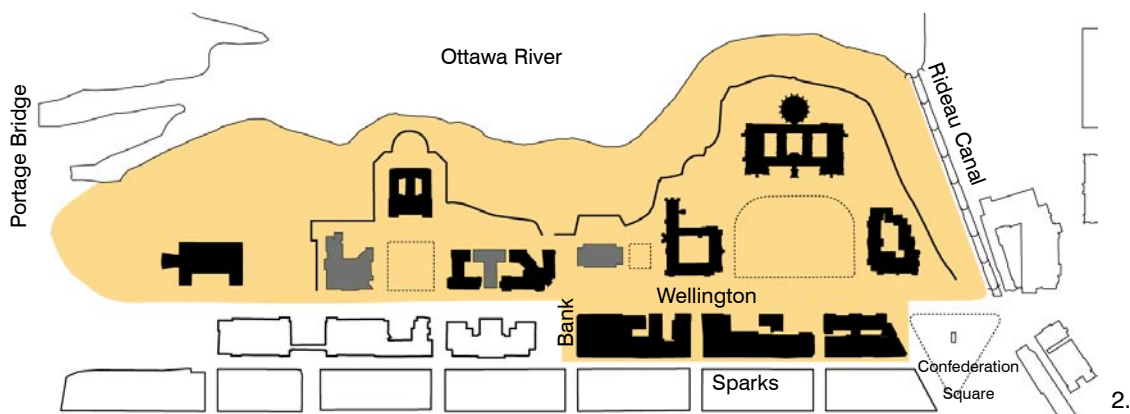 Ottawa River
Portage Bridge
Rideau Canal
Wellington
Bank
Confederation
Square
Sparks
2.